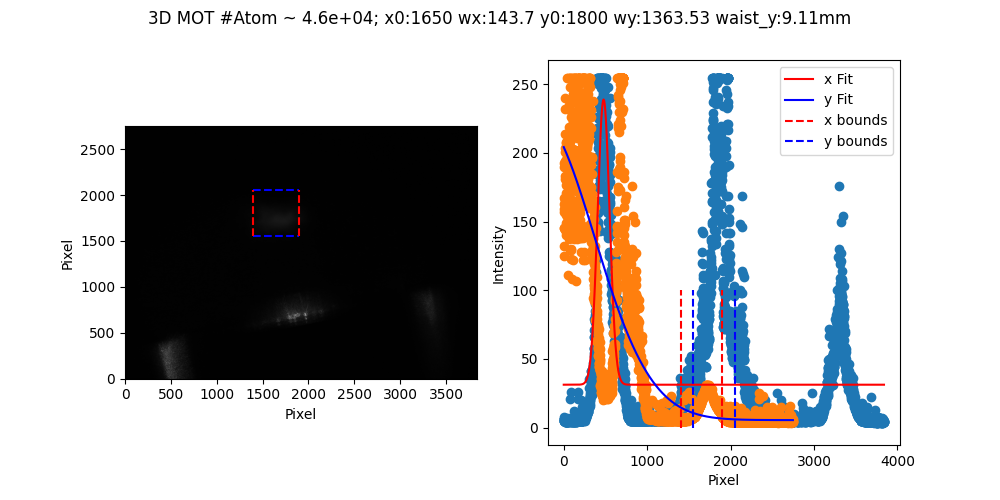 3D MOT #Atom ~ 4.6e+04; x0:1650 wx:143.7 y0:1800 wy:1363.53 waist_y:9.11mm
Pixel
2500
2000
1500
1000
500
0
0 500 1000 1500 2000 2500 3000 3500
Pixel
Intensity
250
200
150
100
50
0
0 1000 2000 3000 4000
Pixel
x Fit
y Fit
x bounds
y bounds